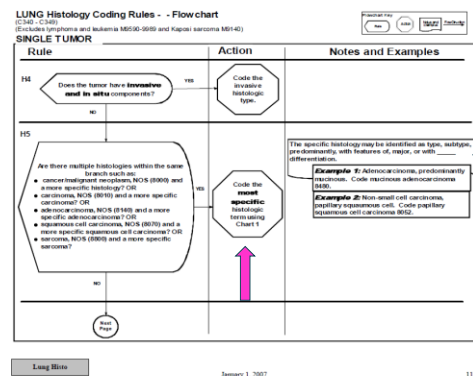 LUNG Histology Coding Rules - - Flowchart
(C340 - C349)
(Excludes lymphoma and leukemia M9590-9989 and Kaposi sarcoma M9140)
SINGLE TUMOR
Flowchart Key
Rule
Action
Notes and Examples
H4
Does the tumor have invasive
and in situ components?
YES
Code the
invasive
histologic
type.
NO
H5
Are there multiple histologies within the same
branch such as:
• cancer/malignant neoplasm, NOS (8000) and
a more specific histology? OR
• carcinoma, NOS (8010) and a more specific
carcinoma? OR
• adenocarcinoma, NOS (8140) and a more
specific adenocarcinoma? OR
• squamous cell carcinoma, NOS (8070) and a
more specific squamous cell carcinoma? OR
• sarcoma, NOS (8800) and a more specific
sarcoma?
YES
Code the
most
specific
histologic
term using
Chart 1
The specific histology may be identified as type, subtype,
predominantly, with features of, major, or with ____
differentiation.
Example 1: Adenocarcinoma, predominantly
mucinous. Code mucinous adenocarcinoma
8480.
Example 2: Non-small cell carcinoma,
papillary squamous cell. Code papillary
squamous cell carcinoma 8052.
NO
Next
Page
Lung Histo
January 1, 2007
11